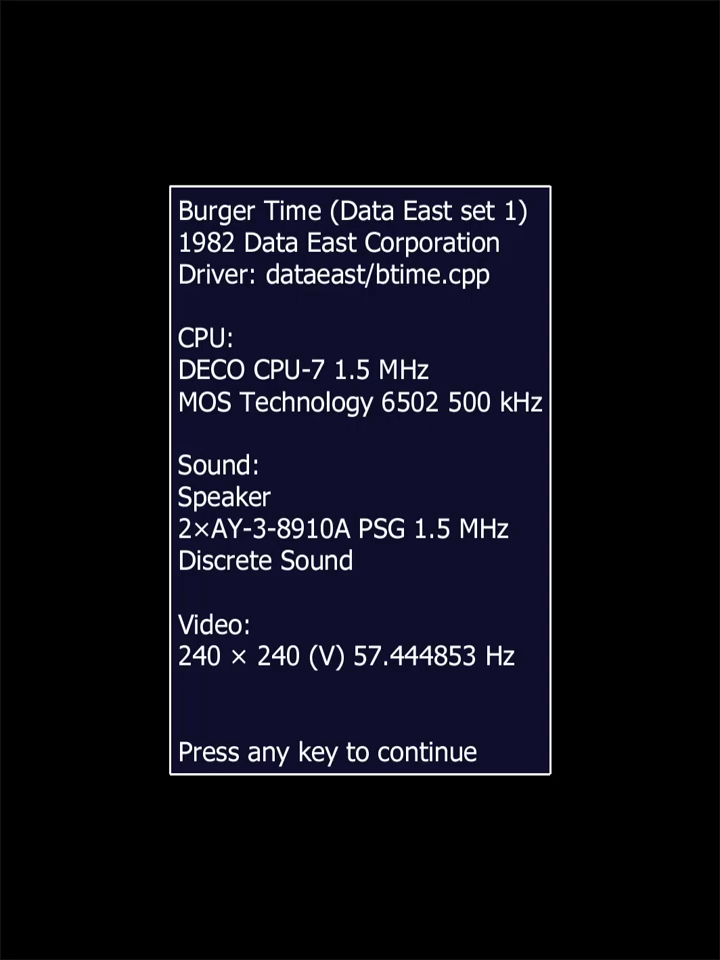 Burger Time (Data East set 1)
1982 Data East Corporation
Driver: dataeast/btime.cpp
CPU:
DECO CPU-7 1.5 MHz
MOS Technology 6502 500 kHz
Sound:
Speaker
2×AY-3-8910A PSG 1.5 MHz
Discrete Sound
Video:
240 × 240 (V) 57.444853 Hz
Press any key to continue